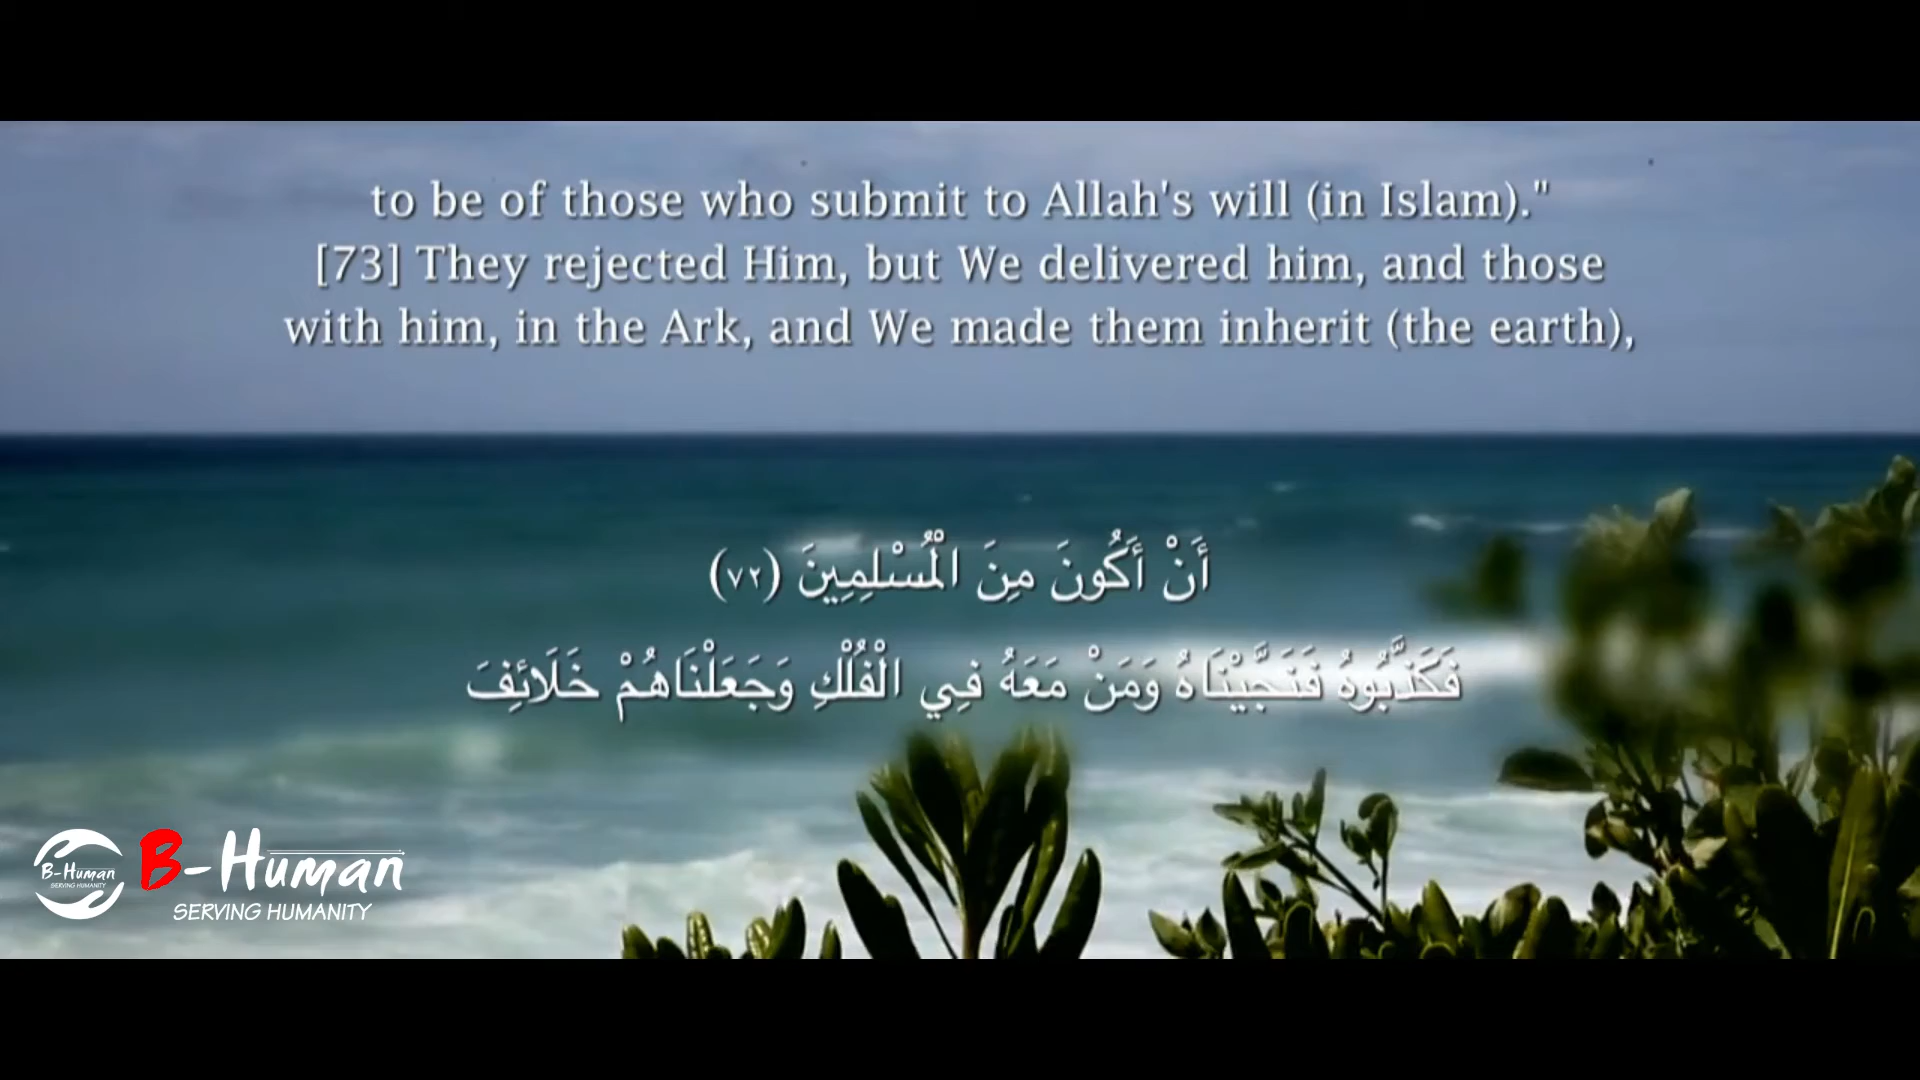 to be of those who submit to Allah's will (in Islam)."
[73] They rejected Him, but We delivered him, and those
with him, in the Ark, and We made them inherit (the earth),
أَنْ أَكُونَ مِنَ الْمُسْلِمِينَ (٧٢)
فَكَذَّبُوهُ فَنَجَّيْنَاهُ وَمَنْ مَعَهُ فِي الْفُلْكِ وَجَعَلْنَاهُمْ خَلَائِفَ
B-Human
SERVING HUMANITY
B-Human
SERVING HUMANITY